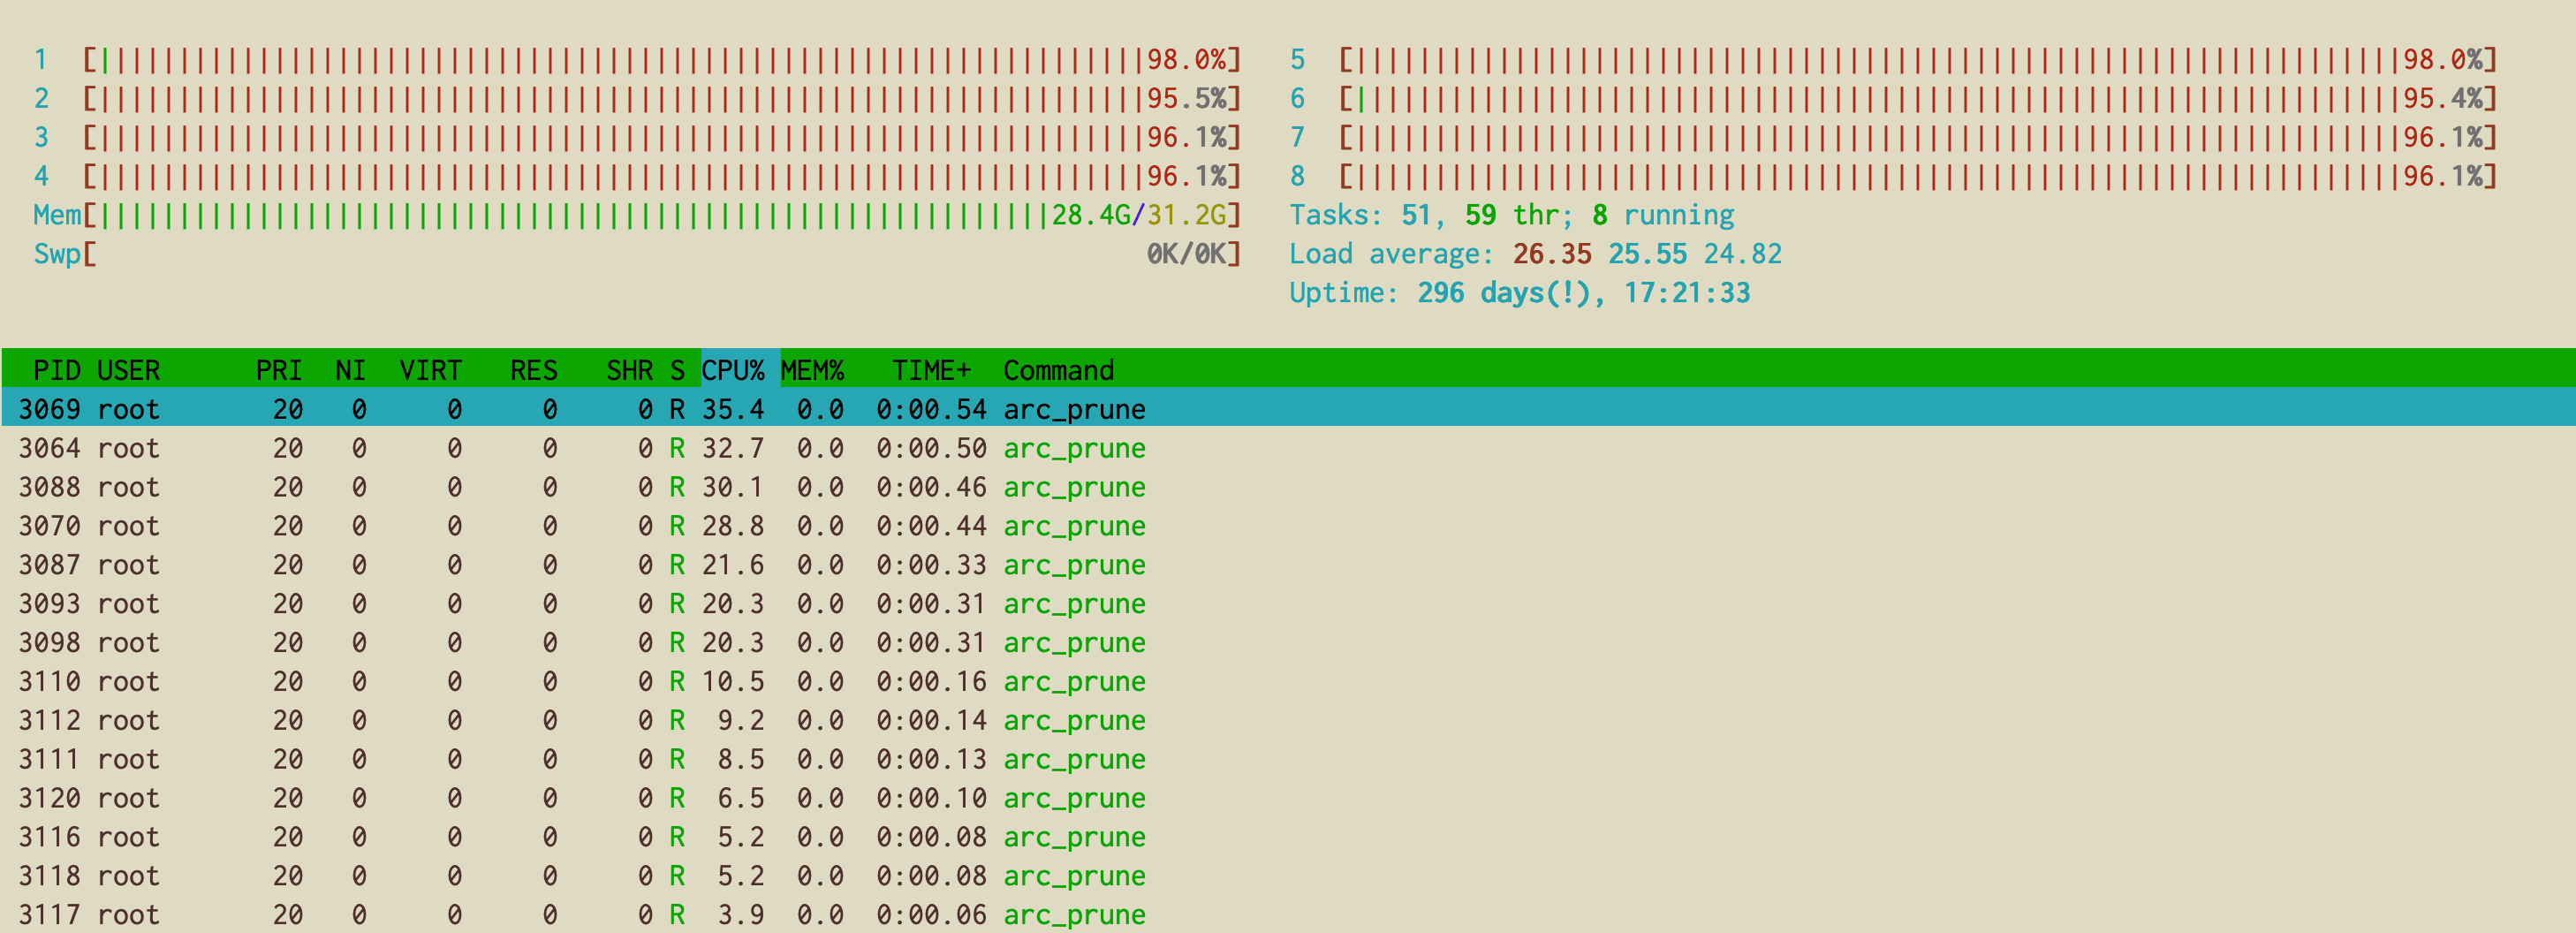 1 [||||||||||||||||||||||||||||||||||||||||||||||||||||||||||||||||||98.0%] 5 [||||||||||||||||||||||||||||||||||||||||||||||||||||||||||||||||||98.0%]
2 [||||||||||||||||||||||||||||||||||||||||||||||||||||||||||||||||||95.5%] 6 [||||||||||||||||||||||||||||||||||||||||||||||||||||||||||||||||||95.4%]
3 [||||||||||||||||||||||||||||||||||||||||||||||||||||||||||||||||||96.1%] 7 [||||||||||||||||||||||||||||||||||||||||||||||||||||||||||||||||||96.1%]
4 [||||||||||||||||||||||||||||||||||||||||||||||||||||||||||||||||||96.1%] 8 [||||||||||||||||||||||||||||||||||||||||||||||||||||||||||||||||||96.1%]
Mem[||||||||||||||||||||||||||||||||||||||||||||||||||||||||||||28.4G/31.2G] Tasks: 51, 59 thr; 8 running
Swp[ 0K/0K] Load average: 26.35 25.55 24.82
Uptime: 296 days(!), 17:21:33
PID USER PRI NI VIRT RES SHR S CPU% MEM% TIME+ Command
3069 root 20 0 0 0 0 R 35.4 0.0 0:00.54 arc_prune
3064 root 20 0 0 0 0 R 32.7 0.0 0:00.50 arc_prune
3088 root 20 0 0 0 0 R 30.1 0.0 0:00.46 arc_prune
3070 root 20 0 0 0 0 R 28.8 0.0 0:00.44 arc_prune
3087 root 20 0 0 0 0 R 21.6 0.0 0:00.33 arc_prune
3093 root 20 0 0 0 0 R 20.3 0.0 0:00.31 arc_prune
3098 root 20 0 0 0 0 R 20.3 0.0 0:00.31 arc_prune
3110 root 20 0 0 0 0 R 10.5 0.0 0:00.16 arc_prune
3112 root 20 0 0 0 0 R 9.2 0.0 0:00.14 arc_prune
3111 root 20 0 0 0 0 R 8.5 0.0 0:00.13 arc_prune
3120 root 20 0 0 0 0 R 6.5 0.0 0:00.10 arc_prune
3116 root 20 0 0 0 0 R 5.2 0.0 0:00.08 arc_prune
3118 root 20 0 0 0 0 R 5.2 0.0 0:00.08 arc_prune
3117 root 20 0 0 0 0 R 3.9 0.0 0:00.06 arc_prune